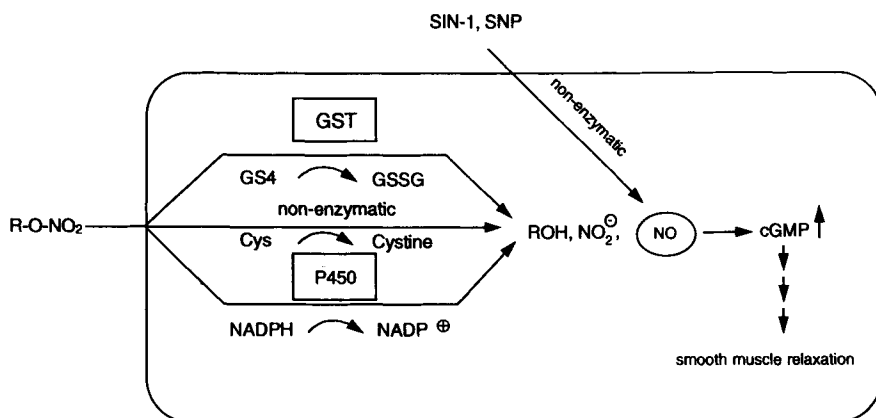 SIN-1, SNP
non-enzymatic
GST
GS4 GSSG
non-enzymatic
R-O-NO₂ ROH, NO₂⊖, NO cGMP
Cys Cystine
P450
NADPH NADP ⊕
smooth muscle relaxation